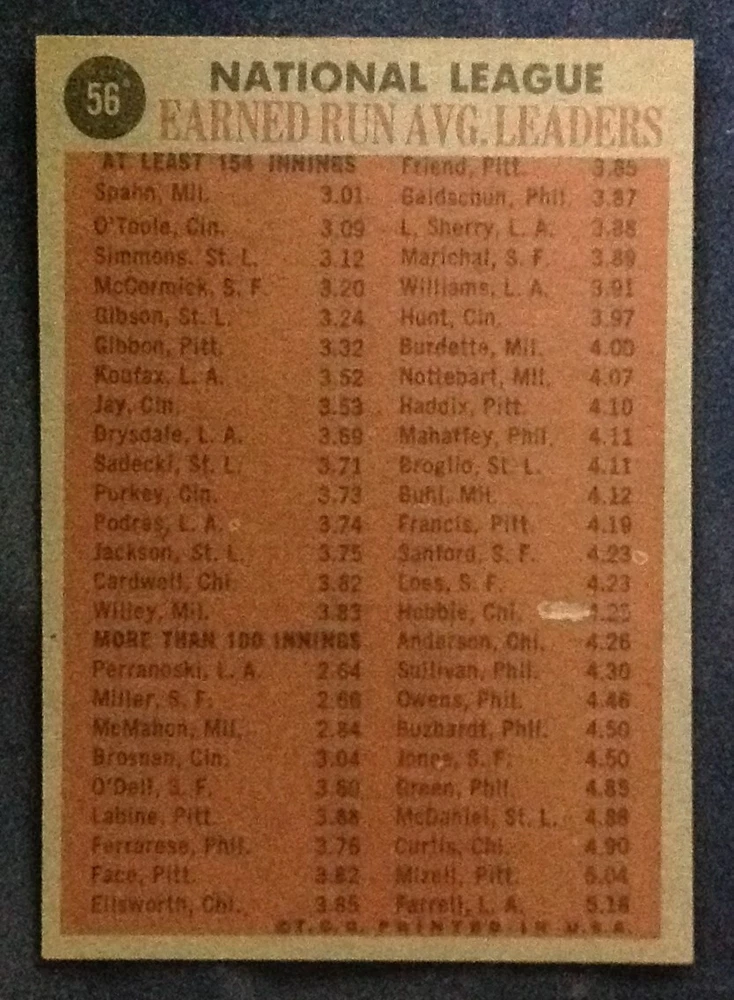 56
NATIONAL LEAGUE
EARNED RUN AVG. LEADERS
AT LEAST 154 INNINGS
Spahn, Mil. 3.01
O'Toole, Cin. 3.09
Simmons, St. L. 3.12
McCormick, S. F. 3.20
Gibson, St. L. 3.24
Gibbon, Pitt. 3.32
Koufax, L. A. 3.52
Jay, Cin. 3.53
Drysdale, L. A. 3.69
Sadecki, St. L. 3.71
Purkey, Cin. 3.73
Podres, L. A. 3.74
Jackson, St. L. 3.75
Cardwell, Chi. 3.82
Willey, Mil. 3.83
MORE THAN 100 INNINGS
Perranoski, L. A. 2.64
Miller, S. F. 2.66
McMahon, Mil. 2.84
Brosnan, Cin. 3.04
O'Dell, S. F.
Labine, Pitt.
Ferrarese, Phil. 3.76
Face, Pitt. 3.82
Ellsworth, Chi. 3.85
Friend, Pitt. 3.85
Baldschun, Phil. 3.87
L. Sherry, L. A. 3.88
Marichal, S. F. 3.89
Williams, L. A. 3.91
Hunt, Cin. 3.97
Burdette, Mil. 4.00
Nottebart, Mil. 4.07
Haddix, Pitt. 4.10
Mahaffey, Phil. 4.11
Broglio, St. L. 4.11
Buhl, Mil. 4.12
Francis, Pitt. 4.19
Sanford, S. F. 4.23
Loes, S. F. 4.23
Hobbie, Chi.
Anderson, Chi. 4.26
Sullivan, Phil. 4.30
Owens, Phil. 4.46
Buzhardt, Phil. 4.50
Jones, S. F. 4.50
Green, Phil. 4.85
McDaniel, St. L. 4.88
Curtis, Chi. 4.90
Mizell, Pitt. 5.04
Farrell, L. A. 5.16
©T.C.G. PRINTED IN U.S.A.